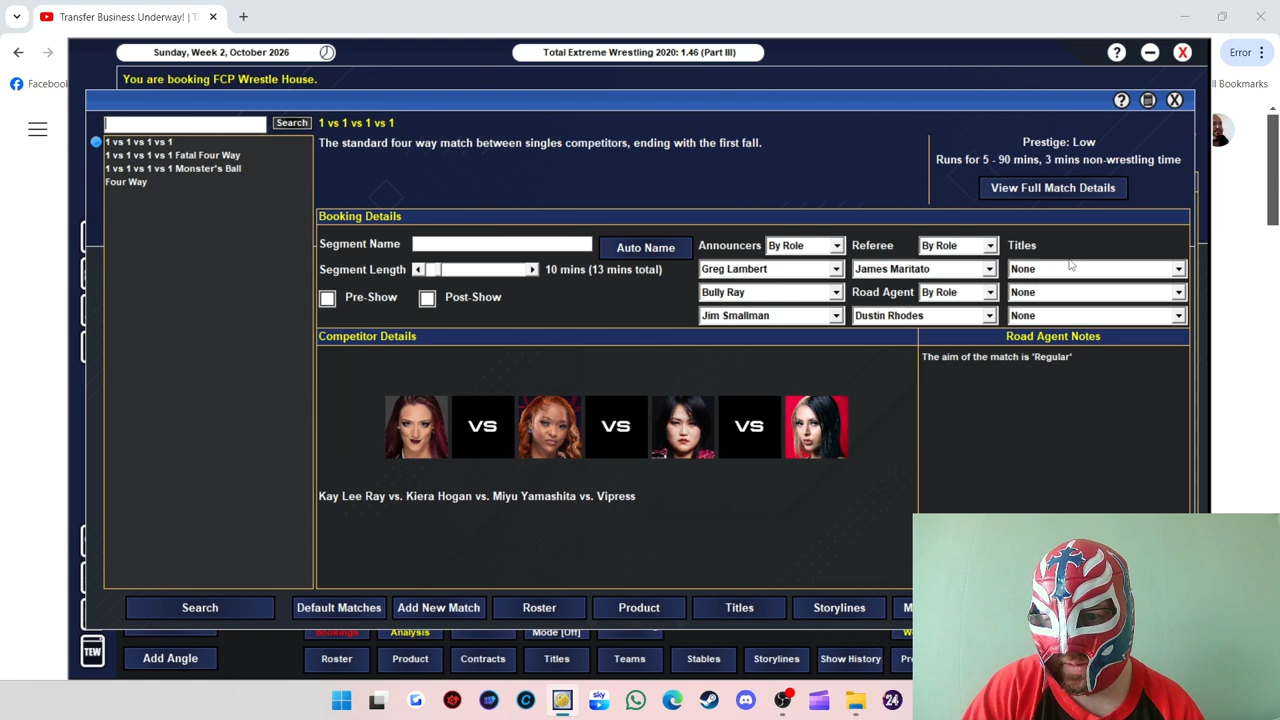 Transfer Business Underway! | T
Error
Facebook
ll Bookmarks
Sunday, Week 2, October 2026
Total Extreme Wrestling 2020: 1.46 (Part III)
?
X
You are booking FCP Wrestle House.
?
X
Search
1 vs 1 vs 1 vs 1
1 vs 1 vs 1 vs 1
1 vs 1 vs 1 vs 1 Fatal Four Way
1 vs 1 vs 1 vs 1 Monster's Ball
Four Way
The standard four way match between singles competitors, ending with the first fall.
Prestige: Low
Runs for 5 - 90 mins, 3 mins non-wrestling time
View Full Match Details
Booking Details
Segment Name
Auto Name
Announcers By Role
Referee By Role
Titles
Segment Length
10 mins (13 mins total)
Greg Lambert
James Maritato
None
Pre-Show
Post-Show
Bully Ray
Road Agent By Role
None
Jim Smallman
Dustin Rhodes
None
Competitor Details
Road Agent Notes
The aim of the match is 'Regular'
VS VS VS
Kay Lee Ray vs. Kiera Hogan vs. Miyu Yamashita vs. Vipress
Search
Default Matches
Add New Match
Roster
Product
Titles
Storylines
M
Bookings
Analysis
Mode [Off]
W
TEW
Add Angle
Roster
Product
Contracts
Titles
Teams
Stables
Storylines
Show History
Pr
sky
24